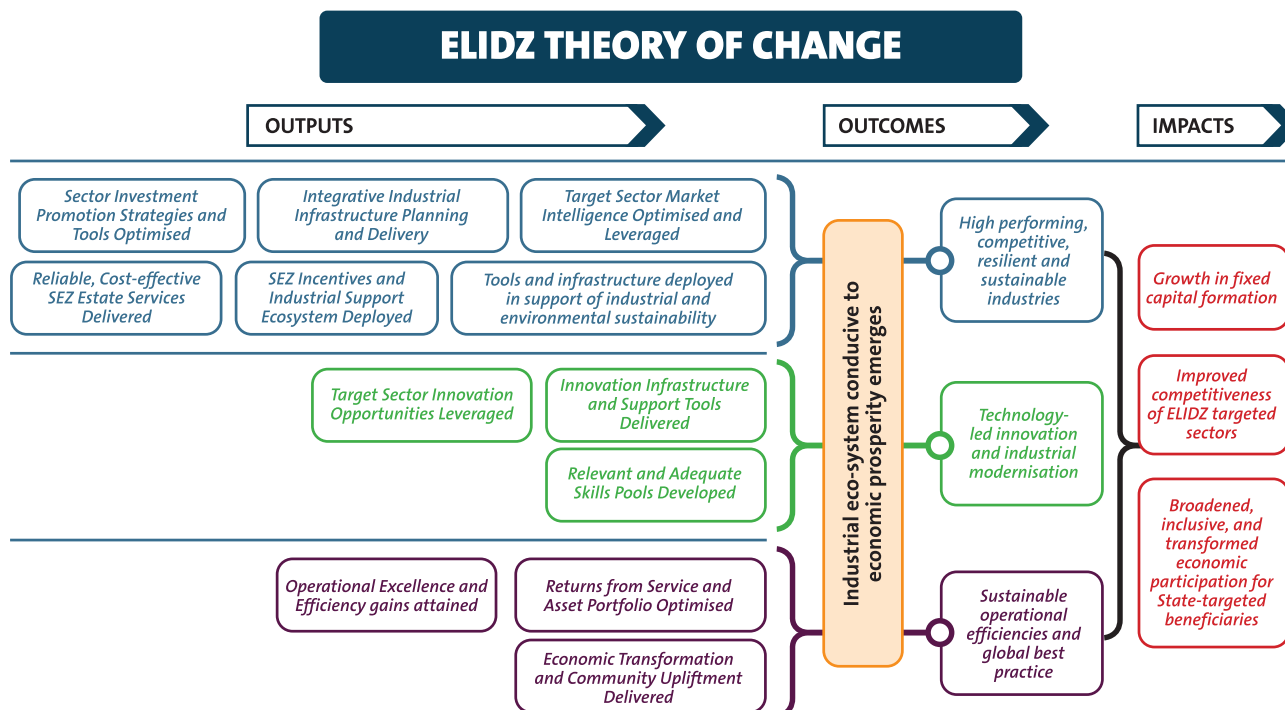 ELIDZ THEORY OF CHANGE
OUTPUTS
OUTCOMES
IMPACTS
Sector Investment
Promotion Strategies and
Tools Optimised
Integrative Industrial
Infrastructure Planning
and Delivery
Target Sector Market
Intelligence Optimised and
Leveraged
Reliable, Cost-effective
SEZ Estate Services
Delivered
SEZ Incentives and
Industrial Support
Ecosystem Deployed
Tools and infrastructure deployed
in support of industrial and
environmental sustainability
Target Sector Innovation
Opportunities Leveraged
Innovation Infrastructure
and Support Tools
Delivered
Relevant and Adequate
Skills Pools Developed
Operational Excellence and
Efficiency gains attained
Returns from Service and
Asset Portfolio Optimised
Economic Transformation
and Community Upliftment
Delivered
Industrial eco-system conducive to
economic prosperity emerges
High performing,
competitive,
resilient and
sustainable
industries
Technology-
led innovation
and industrial
modernisation
Sustainable
operational
efficiencies and
global best
practice
Growth in fixed
capital formation
Improved
competitiveness
of ELIDZ targeted
sectors
Broadened,
inclusive, and
transformed
economic
participation for
State-targeted
beneficiaries